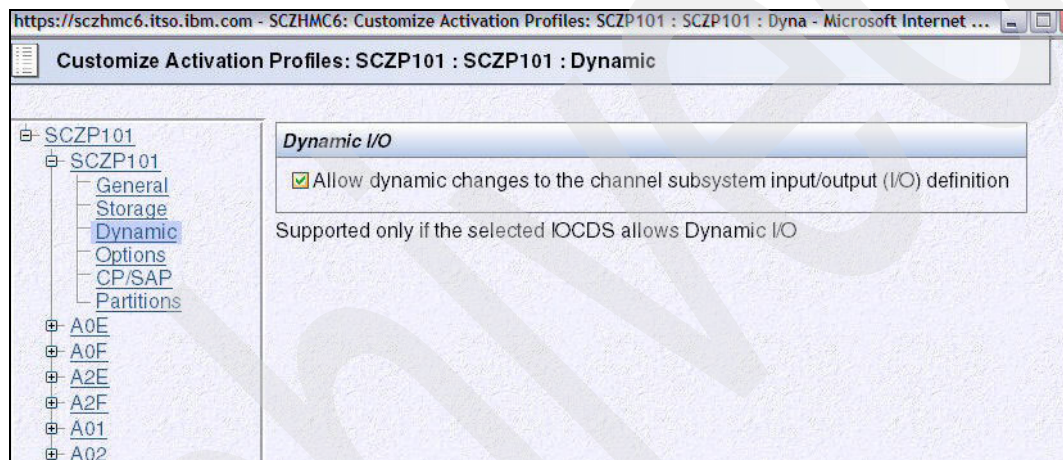 https://sczhmc6.itso.ibm.com - SCZHMC6: Customize Activation Profiles: SCZP101 : SCZP101 : Dyna - Microsoft Internet ...
Customize Activation Profiles: SCZP101 : SCZP101 : Dynamic
SCZP101
SCZP101
General
Storage
Dynamic
Options
CP/SAP
Partitions
A0E
A0F
A2E
A2F
A01
A02
Dynamic I/O
Allow dynamic changes to the channel subsystem input/output (I/O) definition
Supported only if the selected IOCDS allows Dynamic I/O